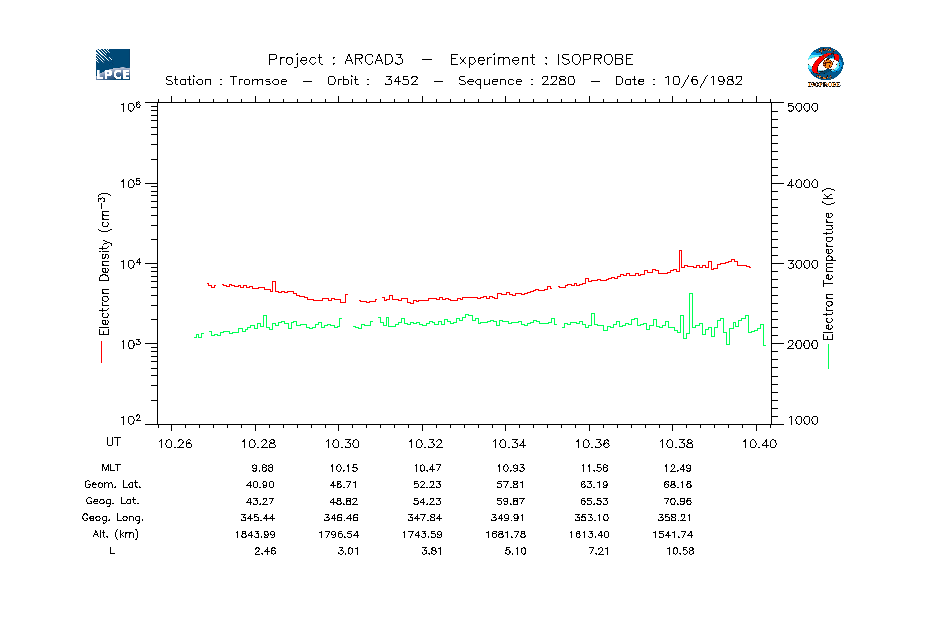 LPCE
Project : ARCAD3 — Experiment : ISOPROBE
Station : Tromsoe — Orbit : 3452 — Sequence : 2280 — Date : 10/6/1982
ISOPROBE
10⁶
10⁵
10⁴
10³
10²
Electron Density (cm⁻³)
5000
4000
3000
2000
1000
Electron Temperature (K)
UT 10.26 10.28 10.30 10.32 10.34 10.36 10.38 10.40
MLT 9.68 10.15 10.47 10.93 11.56 12.49
Geom. Lat. 40.90 46.71 52.23 57.81 63.19 68.16
Geog. Lat. 43.27 48.82 54.23 59.87 65.53 70.96
Geog. Long. 345.44 346.46 347.84 349.91 353.10 358.21
Alt. (km) 1843.99 1796.54 1743.59 1681.78 1613.40 1541.74
L 2.46 3.01 3.81 5.10 7.21 10.58